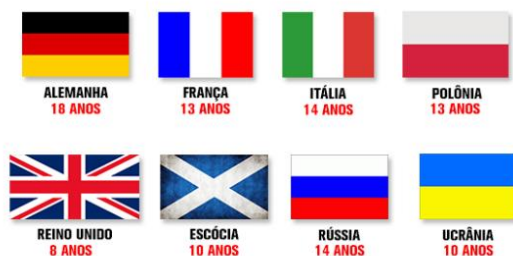 ALEMANHA
18 ANOS
FRANÇA
13 ANOS
ITÁLIA
14 ANOS
POLÔNIA
13 ANOS
REINO UNIDO
8 ANOS
ESCÓCIA
10 ANOS
RÚSSIA
14 ANOS
UCRÂNIA
10 ANOS